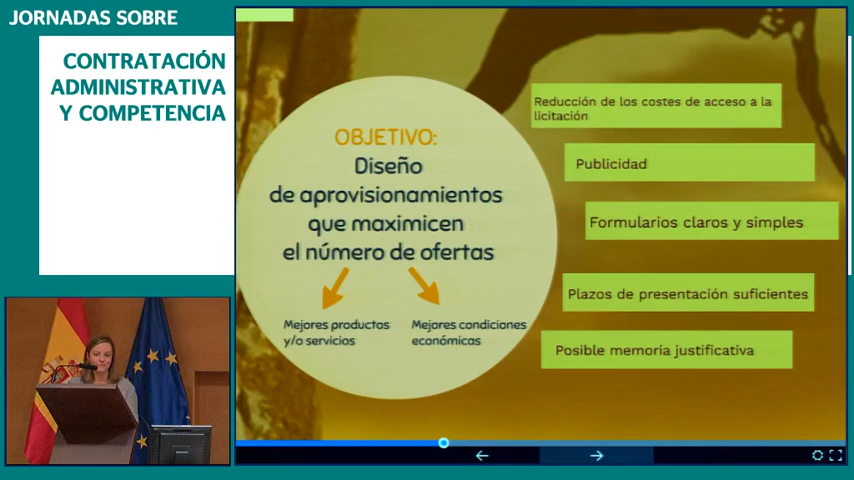 JORNADAS SOBRE
CONTRATACIÓN
ADMINISTRATIVA
Y COMPETENCIA
OBJETIVO:
Diseño
de aprovisionamientos
que maximicen
el número de ofertas
Mejores productos
y/o servicios
Mejores condiciones
económicas
Reducción de los costes de acceso a la
licitación
Publicidad
Formularios claros y simples
Plazos de presentación suficientes
Posible memoria justificativa